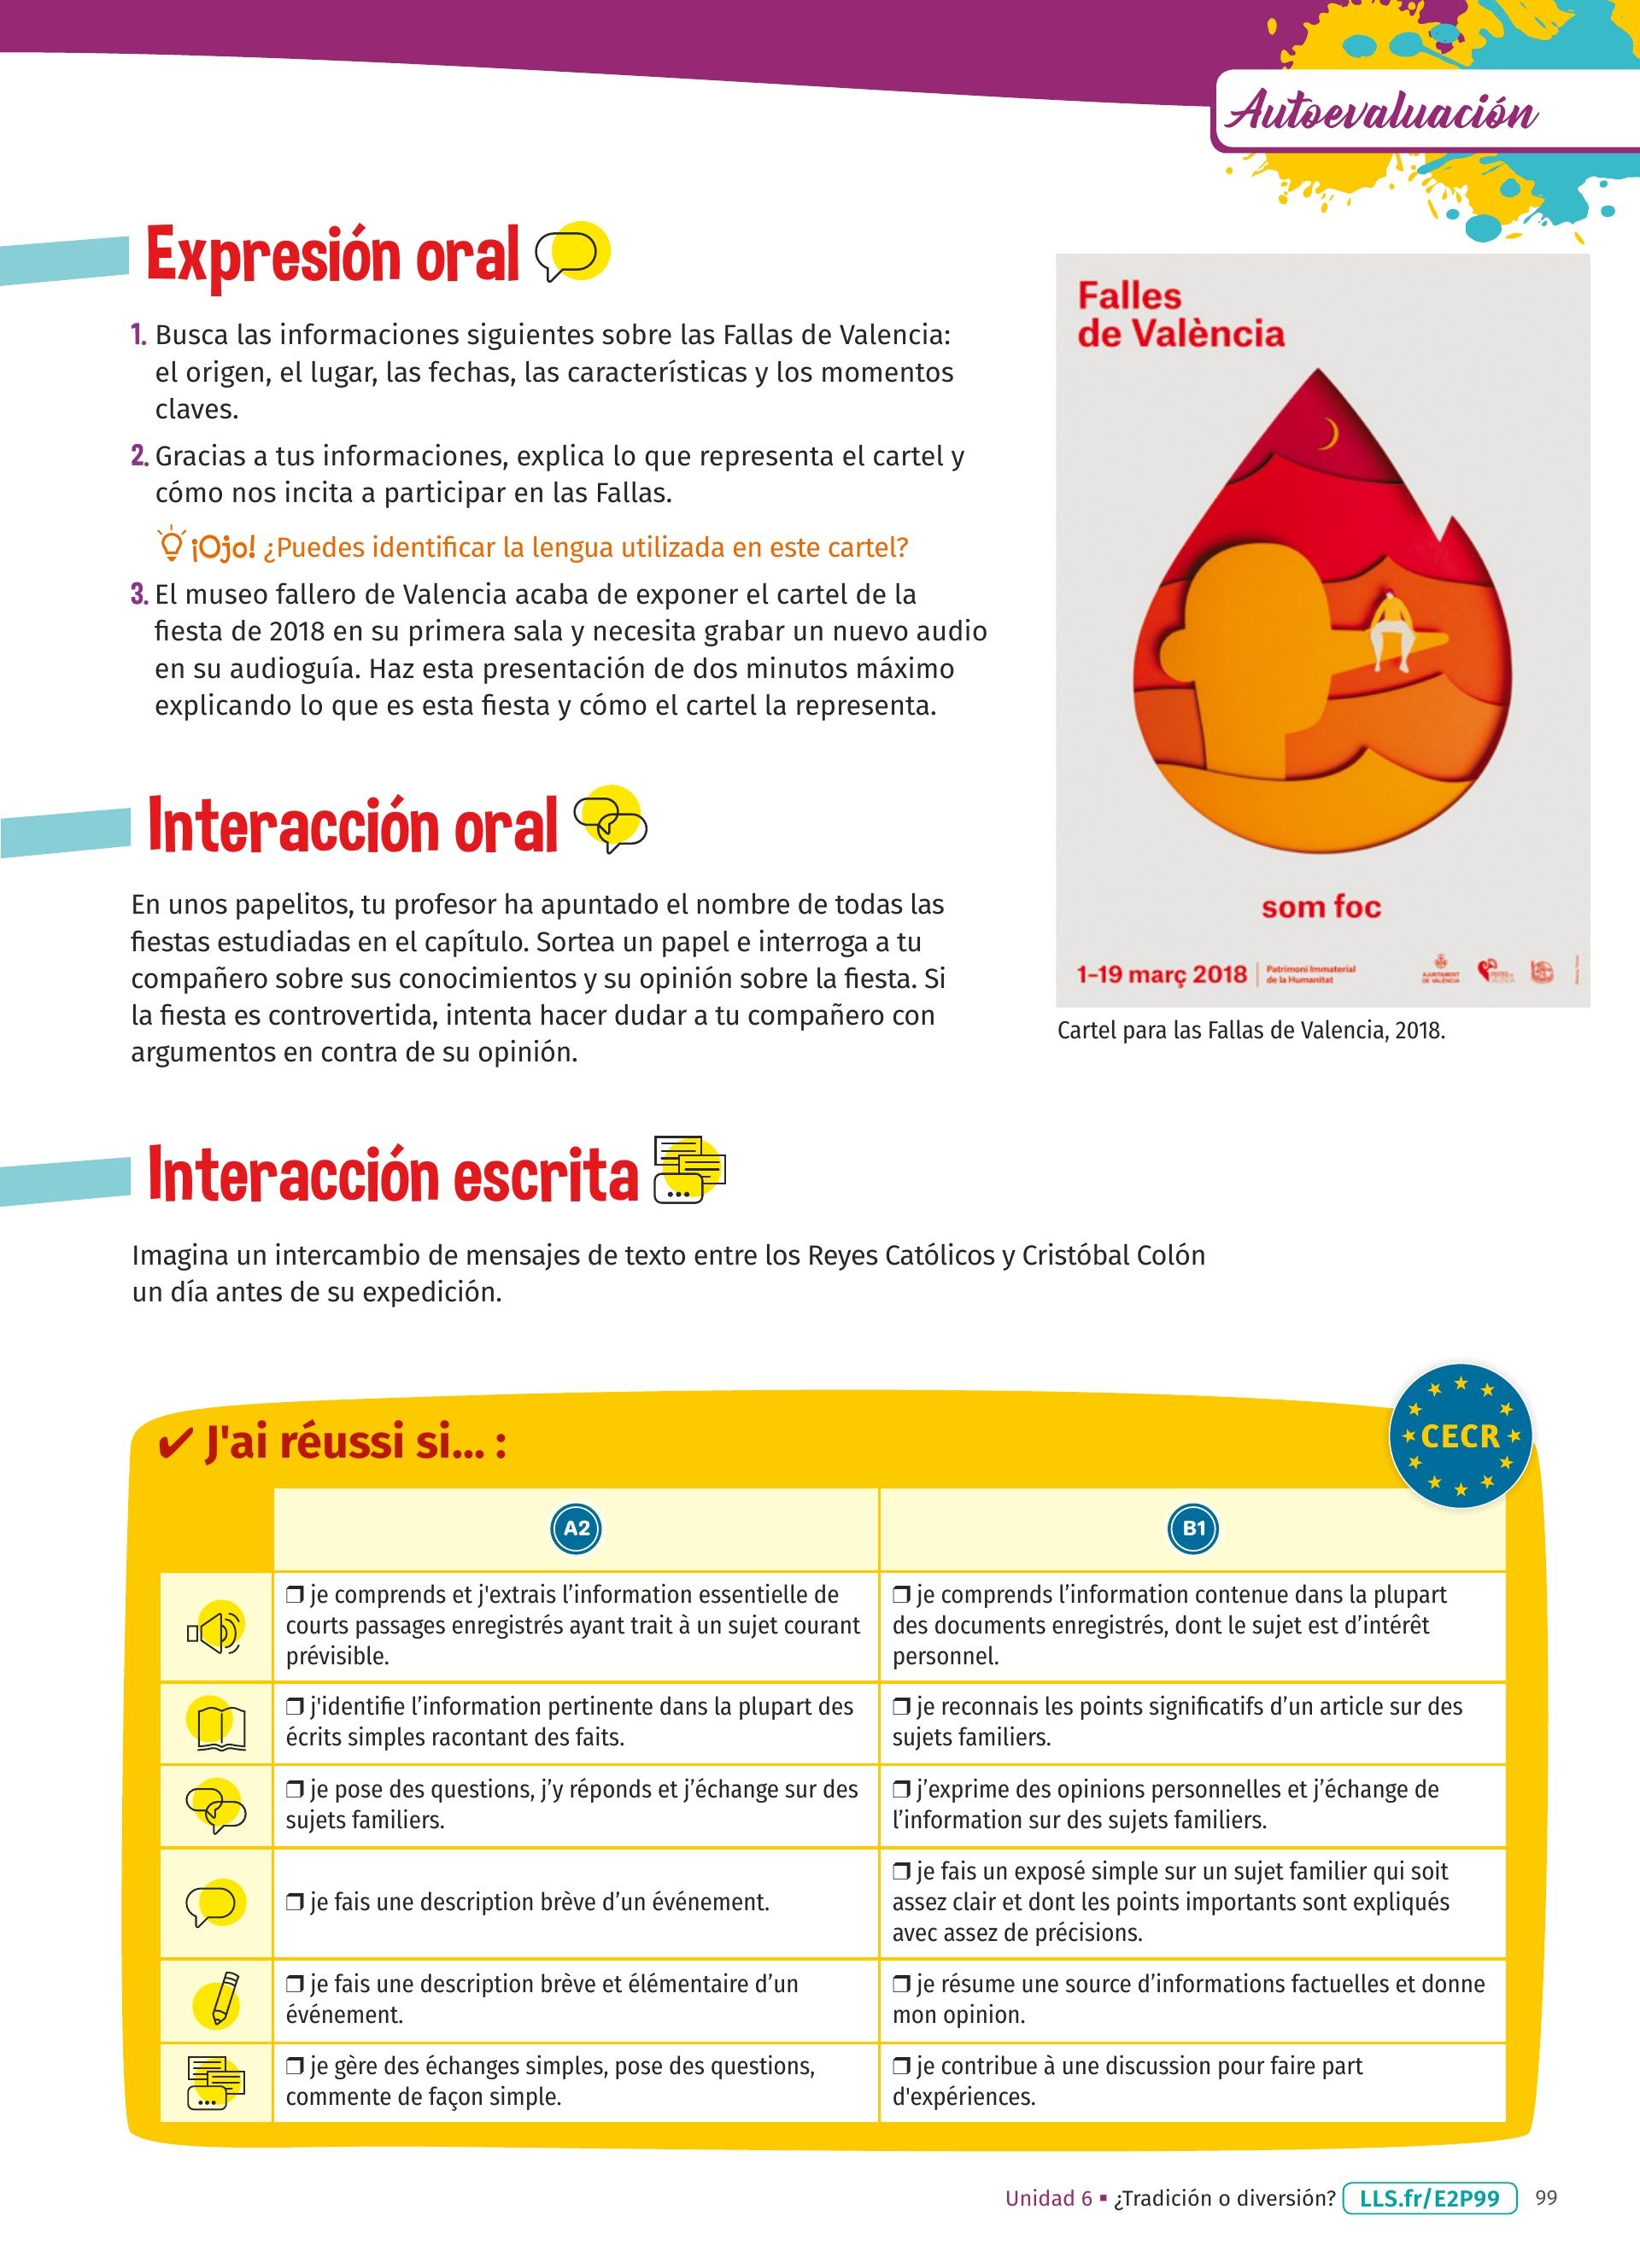 Autoevaluación
Expresión oral
1. Busca las informaciones siguientes sobre las Fallas de Valencia:
el origen, el lugar, las fechas, las características y los momentos
claves.
2. Gracias a tus informaciones, explica lo que representa el cartel y
cómo nos incita a participar en las Fallas.
¡Ojo! ¿Puedes identificar la lengua utilizada en este cartel?
3. El museo fallero de Valencia acaba de exponer el cartel de la
fiesta de 2018 en su primera sala y necesita grabar un nuevo audio
en su audioguía. Haz esta presentación de dos minutos máximo
explicando lo que es esta fiesta y cómo el cartel la representa.
Falles
de València
som foc
1-19 març 2018
Patrimoni Immaterial
de la Humanitat
AJUNTAMENT
DE VALÈNCIA
Cartel para las Fallas de Valencia, 2018.
Interacción oral
En unos papelitos, tu profesor ha apuntado el nombre de todas las
fiestas estudiadas en el capítulo. Sortea un papel e interroga a tu
compañero sobre sus conocimientos y su opinión sobre la fiesta. Si
la fiesta es controvertida, intenta hacer dudar a tu compañero con
argumentos en contra de su opinión.
Interacción escrita
Imagina un intercambio de mensajes de texto entre los Reyes Católicos y Cristóbal Colón
un día antes de su expedición.
✔ J'ai réussi si... :
CECR
A2
B1
❒ je comprends et j'extrais l’information essentielle de
courts passages enregistrés ayant trait à un sujet courant
prévisible.
❒ je comprends l’information contenue dans la plupart
des documents enregistrés, dont le sujet est d’intérêt
personnel.
❒ j'identifie l’information pertinente dans la plupart des
écrits simples racontant des faits.
❒ je reconnais les points significatifs d’un article sur des
sujets familiers.
❒ je pose des questions, j’y réponds et j’échange sur des
sujets familiers.
❒ j’exprime des opinions personnelles et j’échange de
l’information sur des sujets familiers.
❒ je fais une description brève d’un événement.
❒ je fais un exposé simple sur un sujet familier qui soit
assez clair et dont les points importants sont expliqués
avec assez de précisions.
❒ je fais une description brève et élémentaire d’un
événement.
❒ je résume une source d’informations factuelles et donne
mon opinion.
❒ je gère des échanges simples, pose des questions,
commente de façon simple.
❒ je contribue à une discussion pour faire part
d'expériences.
Unidad 6 ▪ ¿Tradición o diversión? LLS.fr/E2P99 99